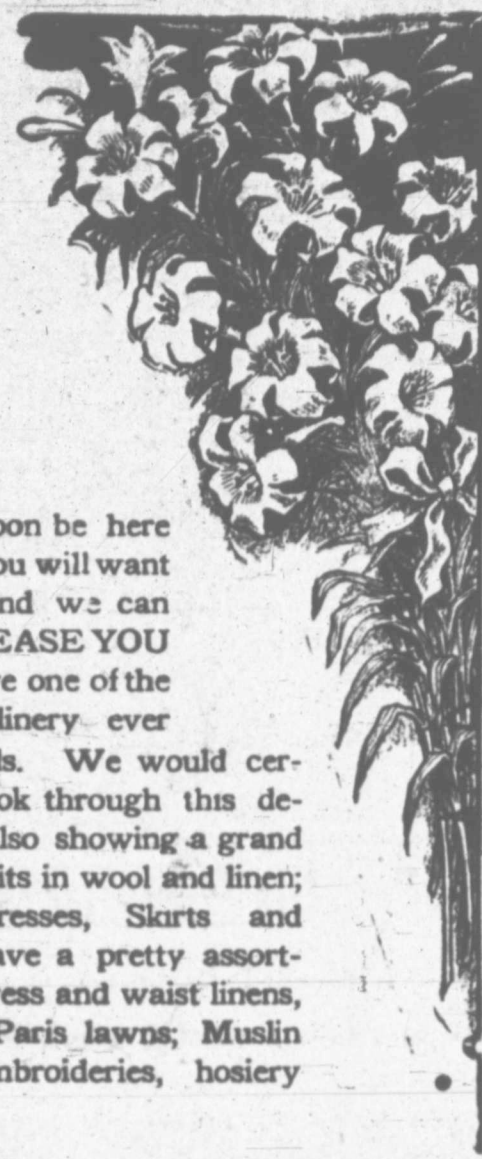 oon be here
ou will want
nd we can
EASE YOU
e one of the
linery ever
ls. We would cer-
ok through this de-
lso showing a grand
its in wool and linen;
resses, Skirts and
ave a pretty assort-
ress and waist linens,
Paris lawns; Muslin
mbroideries, hosiery